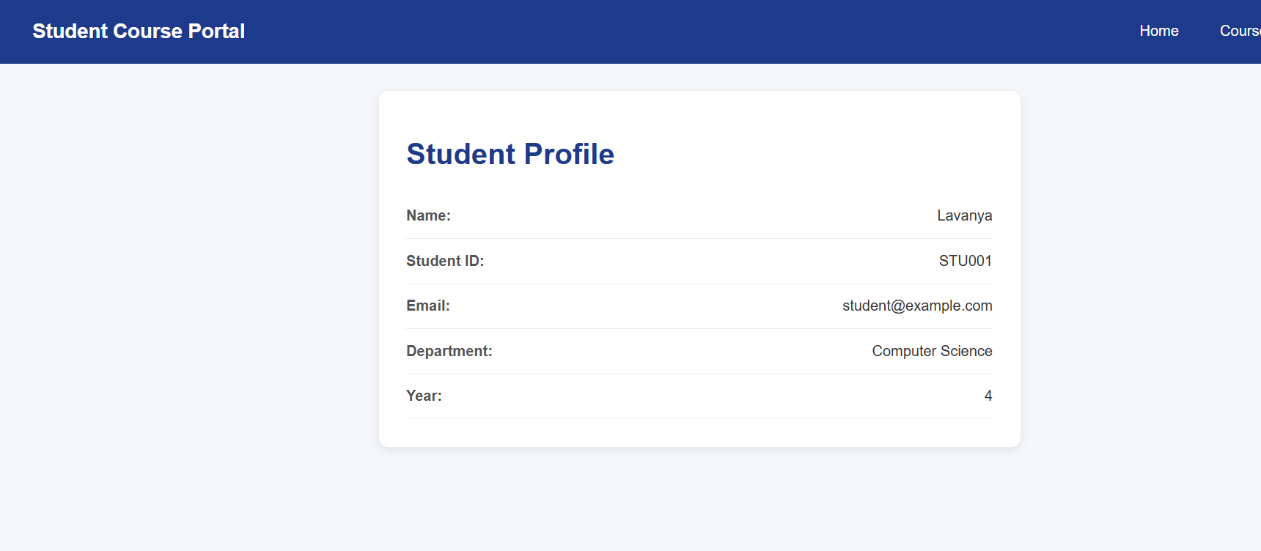 Student Course Portal Home Cours
Student Profile
Name: Lavanya
Student ID: STU001
Email: student@example.com
Department: Computer Science
Year: 4